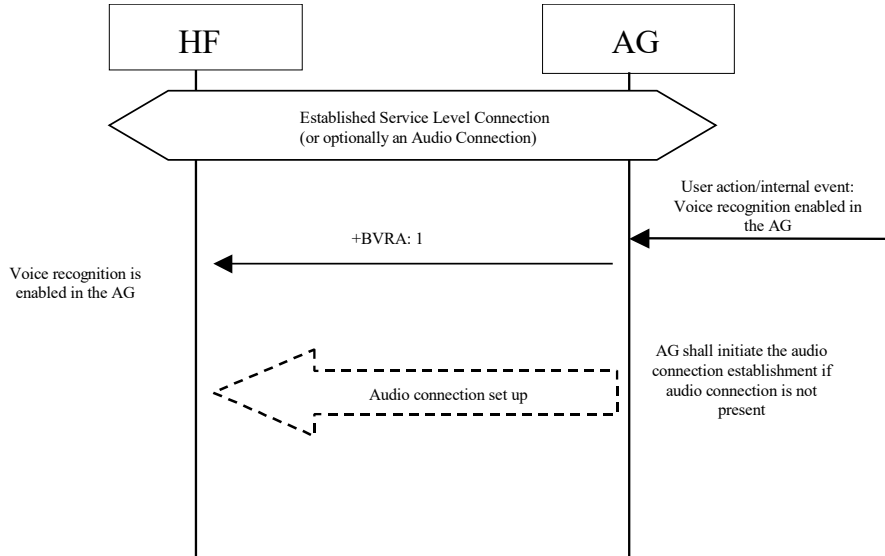 HF
AG
Established Service Level Connection
(or optionally an Audio Connection)
User action/internal event:
Voice recognition enabled in
the AG
+BVRA: 1
Voice recognition is
enabled in the AG
AG shall initiate the audio
connection establishment if
audio connection is not
present
Audio connection set up